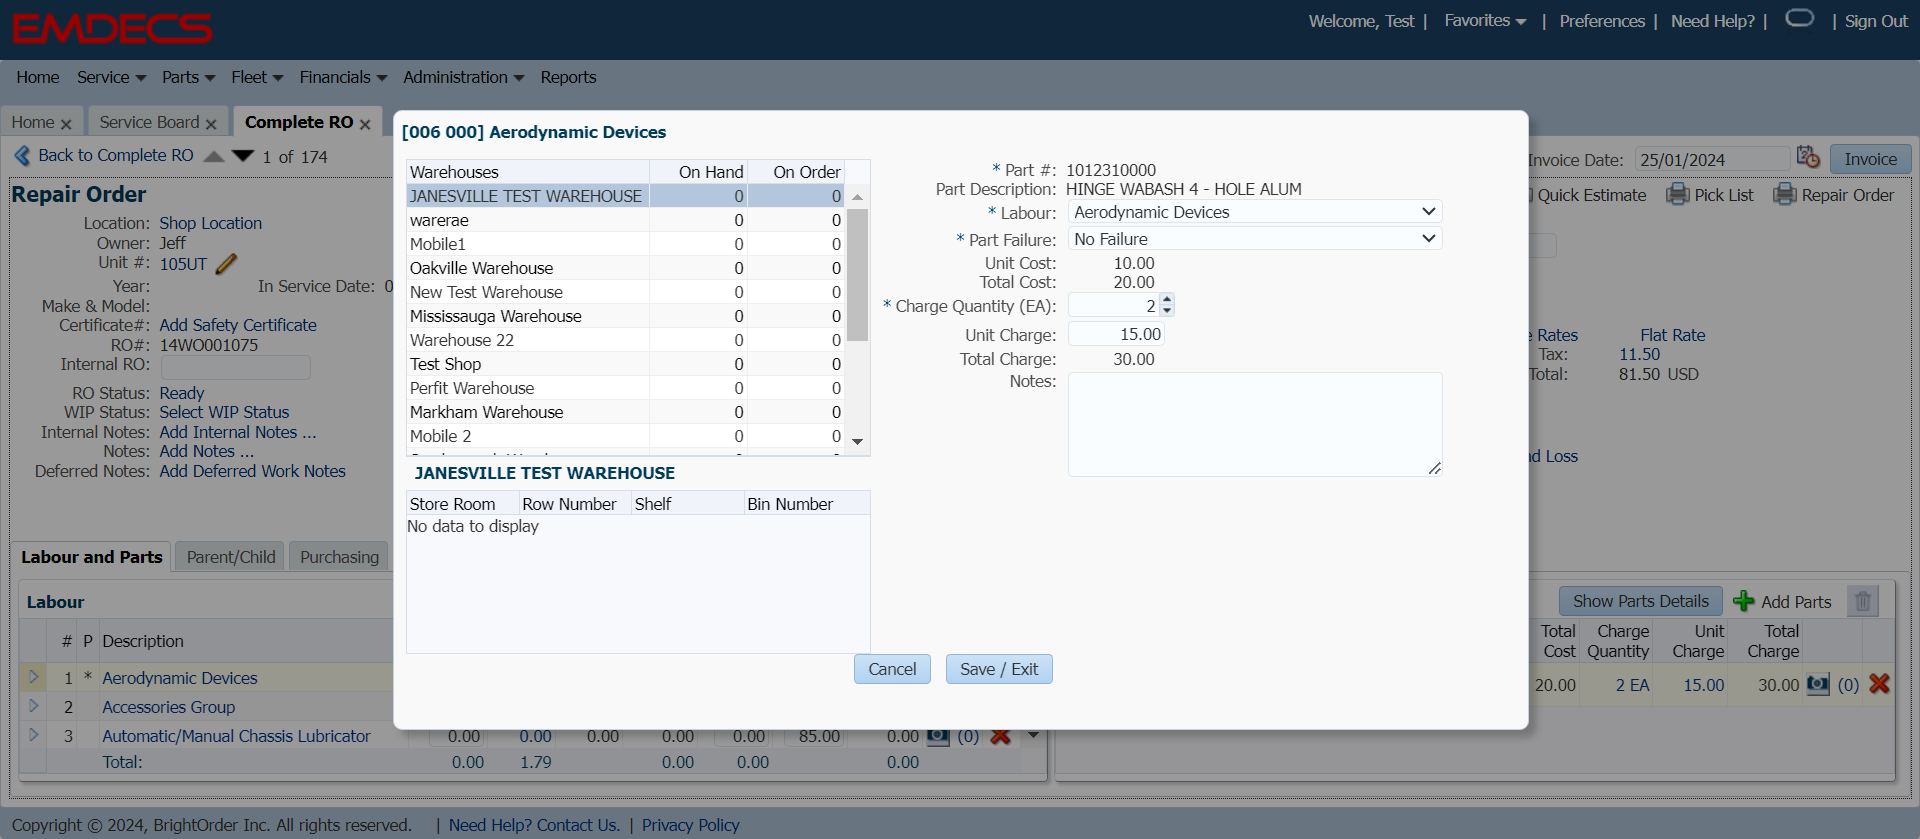 EMDECS
Welcome, Test | Favorites | Preferences | Need Help? | | Sign Out
Home Service Parts Fleet Financials Administration Reports
Home Service Board Complete RO
Back to Complete RO 1 of 174
Invoice Date: 25/01/2024 Invoice
Repair Order
Quick Estimate Pick List Repair Order
Location: Shop Location
Owner: Jeff
Unit #: 105UT
Year: In Service Date: 0
Make & Model:
Certificate#: Add Safety Certificate
RO#: 14WO001075
Internal RO:
RO Status: Ready
WIP Status: Select WIP Status
Internal Notes: Add Internal Notes ...
Notes: Add Notes ...
Deferred Notes: Add Deferred Work Notes
[006 000] Aerodynamic Devices
Warehouses On Hand On Order
JANESVILLE TEST WAREHOUSE 0 0
warerae 0 0
Mobile1 0 0
Oakville Warehouse 0 0
New Test Warehouse 0 0
Mississauga Warehouse 0 0
Warehouse 22 0 0
Test Shop 0 0
Perfit Warehouse 0 0
Markham Warehouse 0 0
Mobile 2 0 0
JANESVILLE TEST WAREHOUSE
Store Room Row Number Shelf Bin Number
No data to display
* Part #: 1012310000
Part Description: HINGE WABASH 4 - HOLE ALUM
* Labour: Aerodynamic Devices
* Part Failure: No Failure
Unit Cost: 10.00
Total Cost: 20.00
* Charge Quantity (EA): 2
Unit Charge: 15.00
Total Charge: 30.00
Notes:
Cancel Save / Exit
e Rates Flat Rate
Tax: 11.50
Total: 81.50 USD
nd Loss
Labour and Parts Parent/Child Purchasing
Labour
# P Description
1 * Aerodynamic Devices
2 Accessories Group
3 Automatic/Manual Chassis Lubricator 0.00 0.00 0.00 0.00 0.00 85.00 0.00 (0)
Total: 0.00 1.79 0.00 0.00 0.00
Show Parts Details Add Parts
Total Cost Charge Quantity Unit Charge Total Charge
20.00 2 EA 15.00 30.00 (0)
Copyright © 2024, BrightOrder Inc. All rights reserved. | Need Help? Contact Us. | Privacy Policy